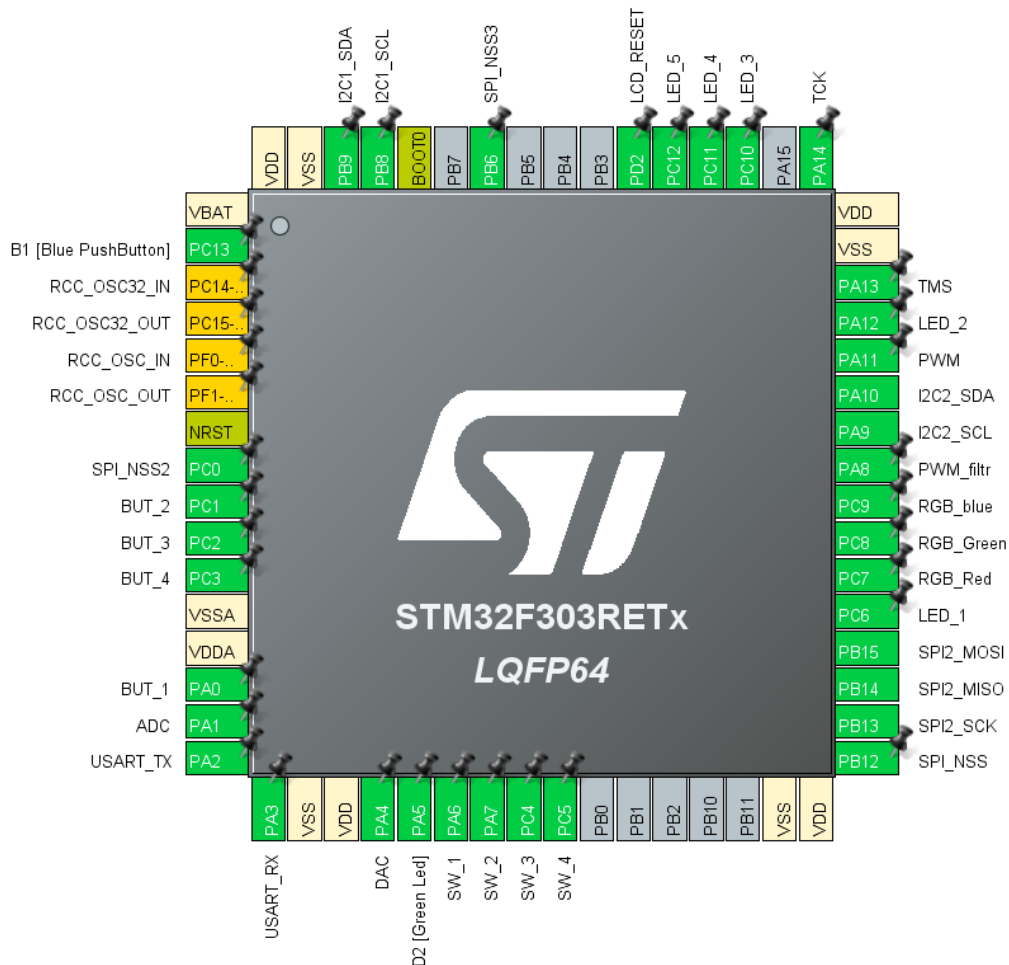 I2C1_SDA
I2C1_SCL
SPI_NSS3
LCD_RESET
LED_5
LED_4
LED_3
TCK
VDD
VSS
PB9
PB8
BOOT0
PB7
PB6
PB5
PB4
PB3
PD2
PC12
PC11
PC10
PA15
PA14
VBAT
B1 [Blue PushButton] PC13
RCC_OSC32_IN PC14-..
RCC_OSC32_OUT PC15-..
RCC_OSC_IN PF0-..
RCC_OSC_OUT PF1-..
NRST
SPI_NSS2 PC0
BUT_2 PC1
BUT_3 PC2
BUT_4 PC3
VSSA
VDDA
BUT_1 PA0
ADC PA1
USART_TX PA2
STM32F303RETx
LQFP64
VDD
VSS
PA13 TMS
PA12 LED_2
PA11 PWM
PA10 I2C2_SDA
PA9 I2C2_SCL
PA8 PWM_filtr
PC9 RGB_blue
PC8 RGB_Green
PC7 RGB_Red
PC6 LED_1
PB15 SPI2_MOSI
PB14 SPI2_MISO
PB13 SPI2_SCK
PB12 SPI_NSS
PA3
VSS
VDD
PA4
PA5
PA6
PA7
PC4
PC5
PB0
PB1
PB2
PB10
PB11
VSS
VDD
USART_RX
DAC
D2 [Green Led]
SW_1
SW_2
SW_3
SW_4